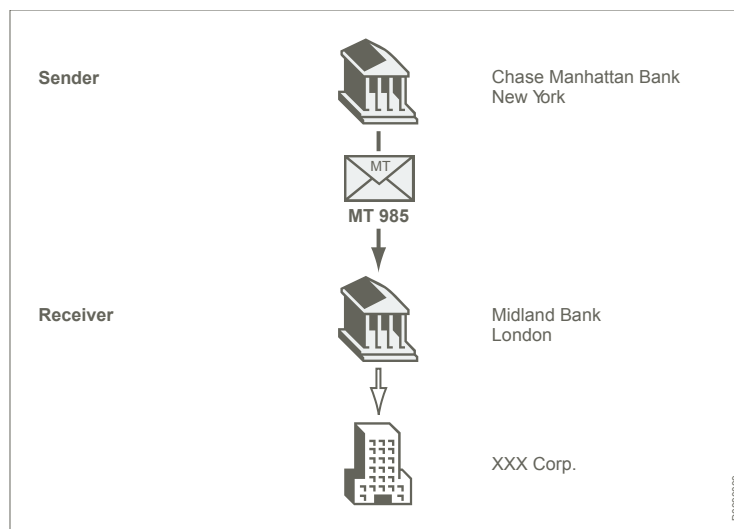 Sender
Chase Manhattan Bank
New York
MT
MT 985
Receiver
Midland Bank
London
XXX Corp.